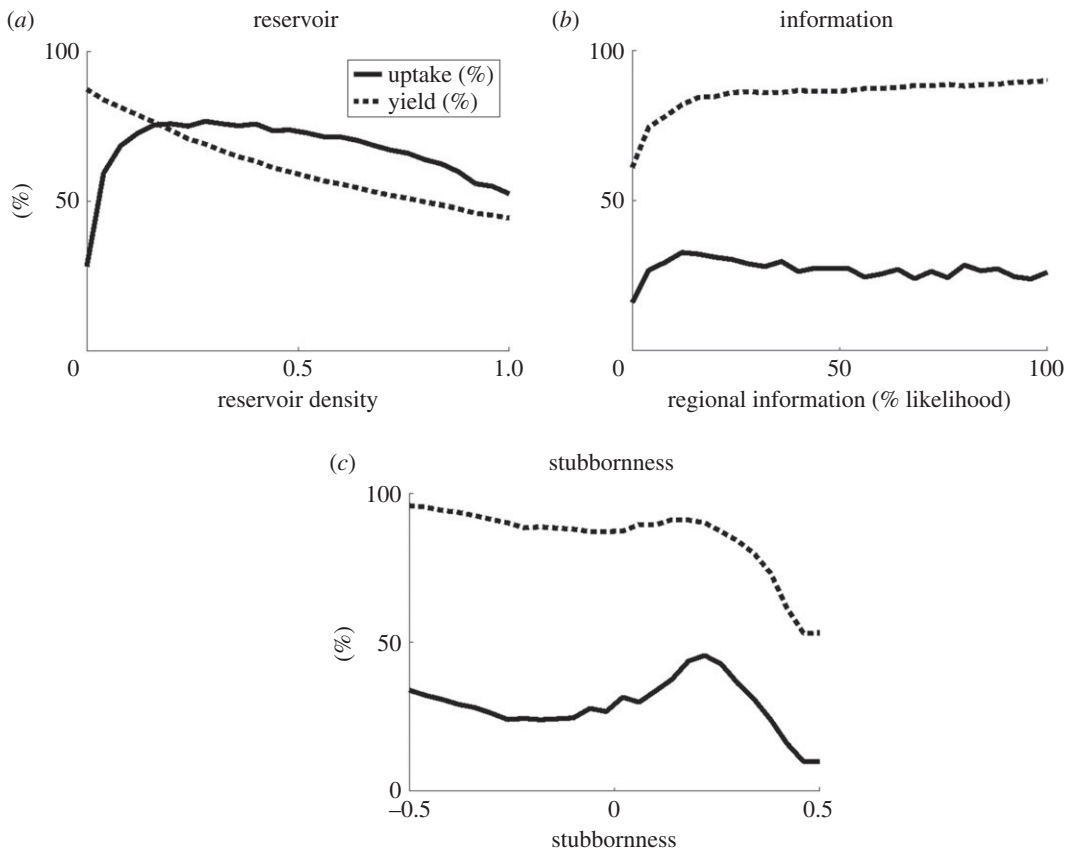 (a) reservoir
100
uptake (%)
yield (%)
(%)
50
0 0.5 1.0
reservoir density
(b) information
100
(%)
50
0 50 100
regional information (% likelihood)
(c) stubbornness
100
(%)
50
0
–0.5 0 0.5
stubbornness